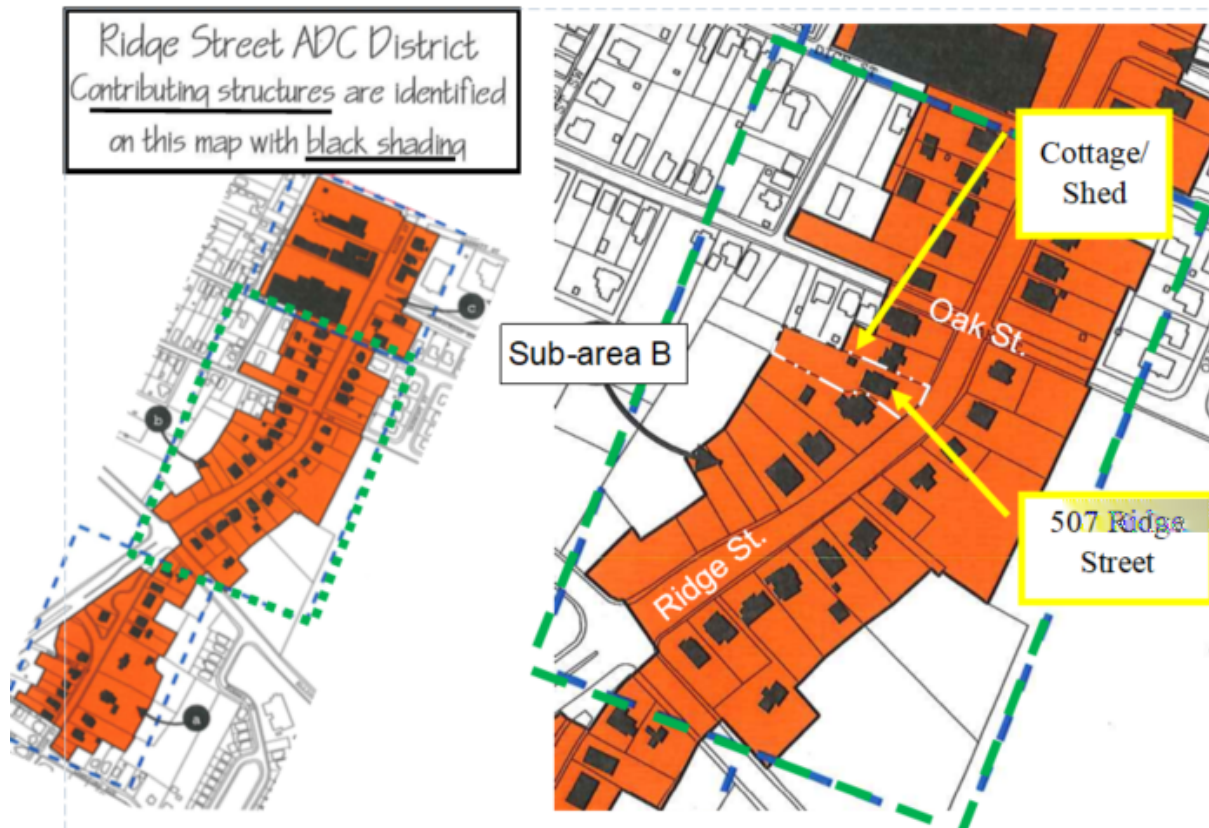 Ridge Street ADC District
Contributing structures are identified
on this map with black shading
Cottage/
Shed
Oak St.
Sub-area B
507 Ridge
Street
Ridge St.
c
b
a